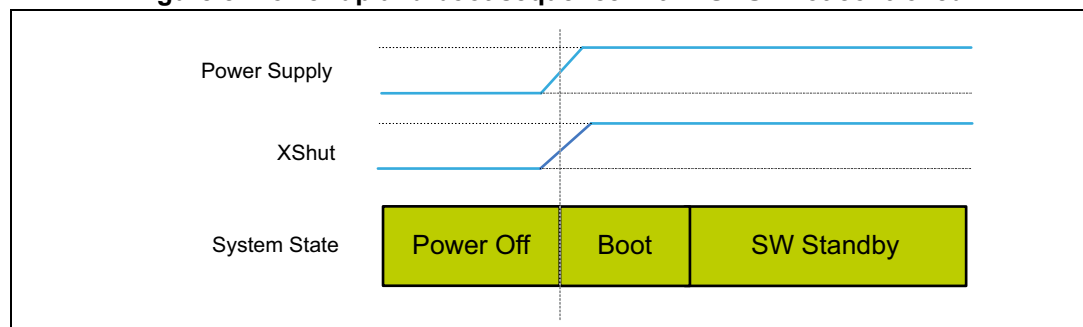 Power Supply
XShut
System State
Power Off
Boot
SW Standby